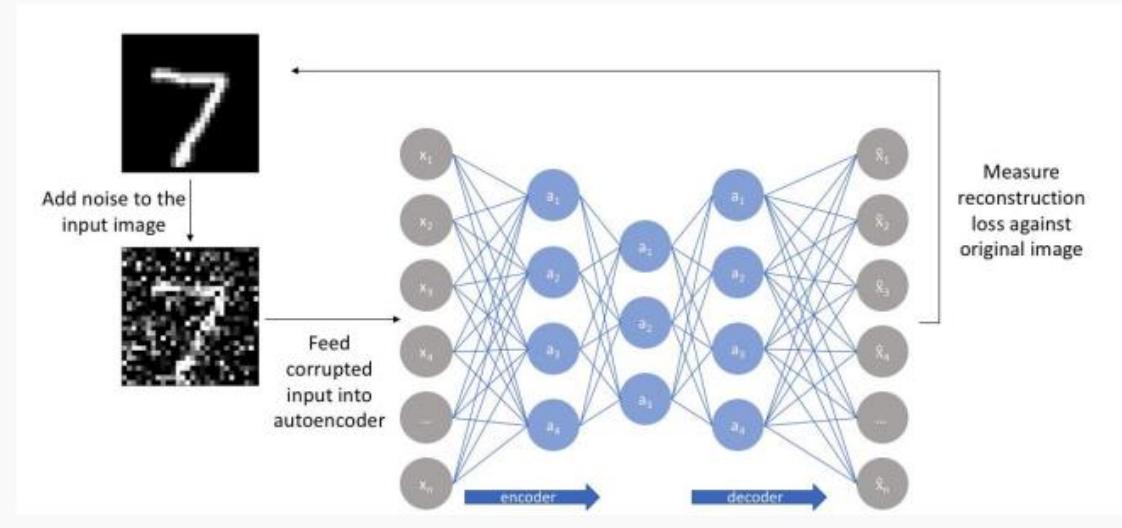 Add noise to the
input image
Feed
corrupted
input into
autoencoder
x₁
x₂
x₃
x₄
...
xₙ
a₁
a₂
a₃
a₄
a₁
a₂
a₃
a₁
a₂
a₃
a₄
x̂₁
x̂₂
x̂₃
x̂₄
...
x̂ₙ
encoder
decoder
Measure
reconstruction
loss against
original image